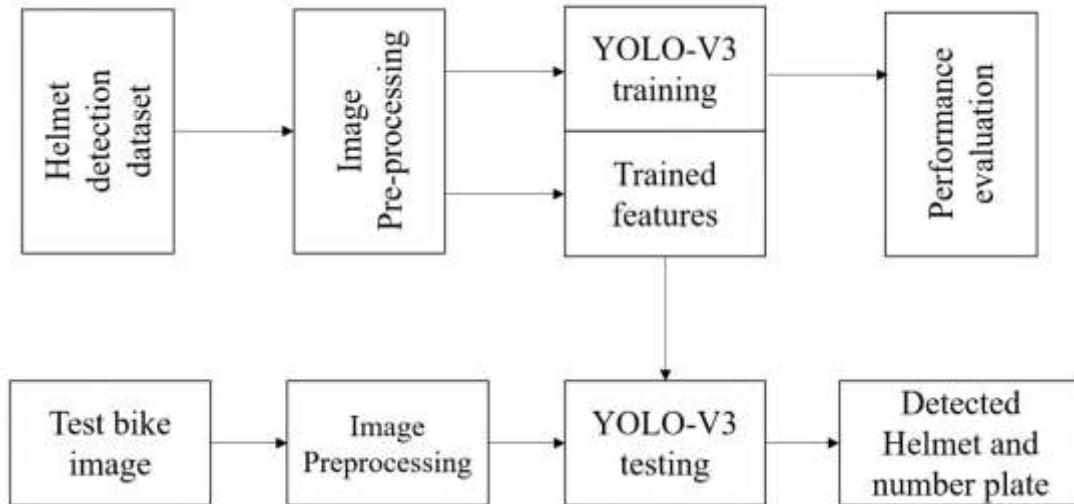 Helmet
detection
dataset
Image
Pre-processing
YOLO-V3
training
Trained
features
Performance
evaluation
Test bike
image
Image
Preprocessing
YOLO-V3
testing
Detected
Helmet and
number plate